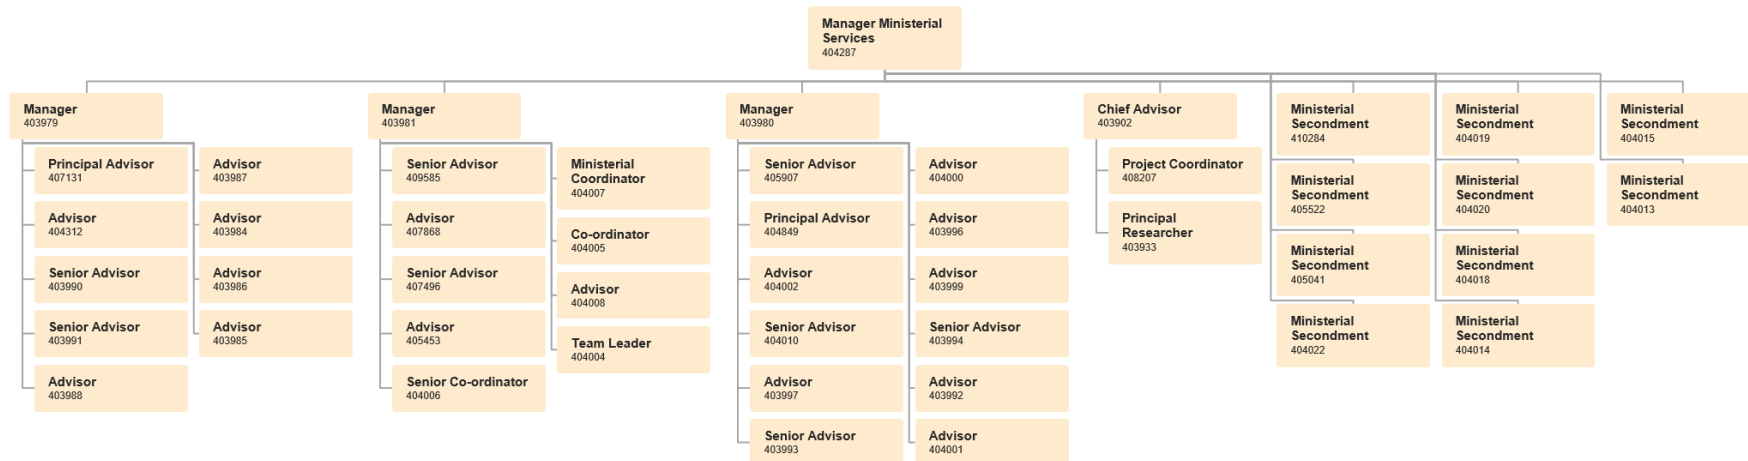 Manager Ministerial
Services
404287
Manager
403979
Principal Advisor
407131
Advisor
404312
Senior Advisor
403990
Senior Advisor
403991
Advisor
403988
Advisor
403987
Advisor
403984
Advisor
403986
Advisor
403985
Manager
403981
Senior Advisor
409585
Advisor
407868
Senior Advisor
407496
Advisor
405453
Senior Co-ordinator
404006
Ministerial
Coordinator
404007
Co-ordinator
404005
Advisor
404008
Team Leader
404004
Manager
403980
Senior Advisor
405907
Principal Advisor
404849
Advisor
404002
Senior Advisor
404010
Advisor
403997
Senior Advisor
403993
Advisor
404000
Advisor
403996
Advisor
403999
Senior Advisor
403994
Advisor
403992
Advisor
404001
Chief Advisor
403902
Project Coordinator
408207
Principal
Researcher
403933
Ministerial
Secondment
410284
Ministerial
Secondment
405522
Ministerial
Secondment
405041
Ministerial
Secondment
404022
Ministerial
Secondment
404019
Ministerial
Secondment
404020
Ministerial
Secondment
404018
Ministerial
Secondment
404014
Ministerial
Secondment
404015
Ministerial
Secondment
404013